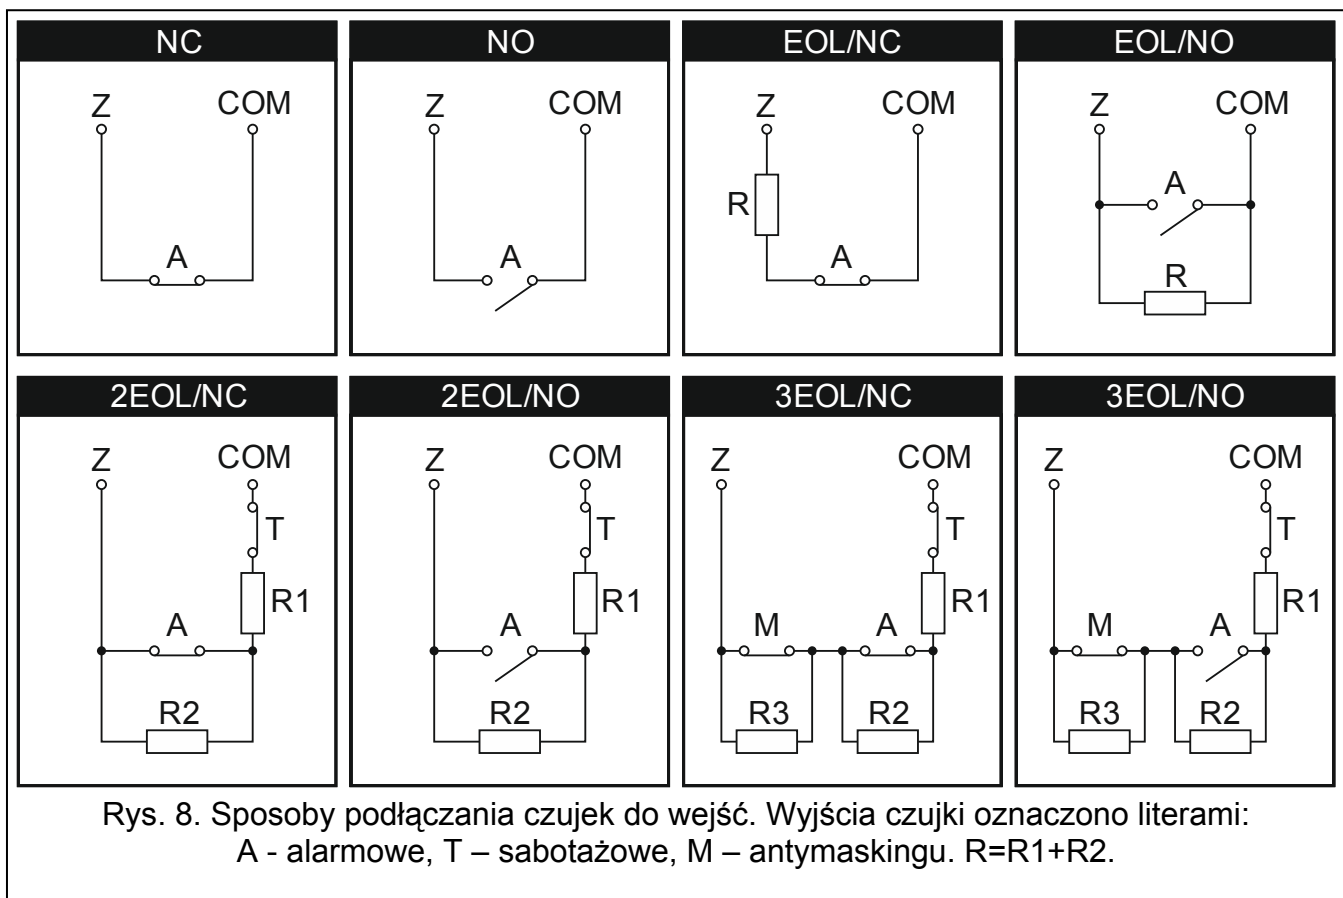 NC
Z COM
A
NO
Z COM
A
EOL/NC
Z COM
R
A
EOL/NO
Z COM
A
R
2EOL/NC
Z COM
T
R1
A
R2
2EOL/NO
Z COM
T
R1
A
R2
3EOL/NC
Z COM
T
R1
M A
R3 R2
3EOL/NO
Z COM
T
R1
M A
R3 R2
Rys. 8. Sposoby podłączania czujek do wejść. Wyjścia czujki oznaczono literami:
A - alarmowe, T – sabotażowe, M – antymaskingu. R=R1+R2.